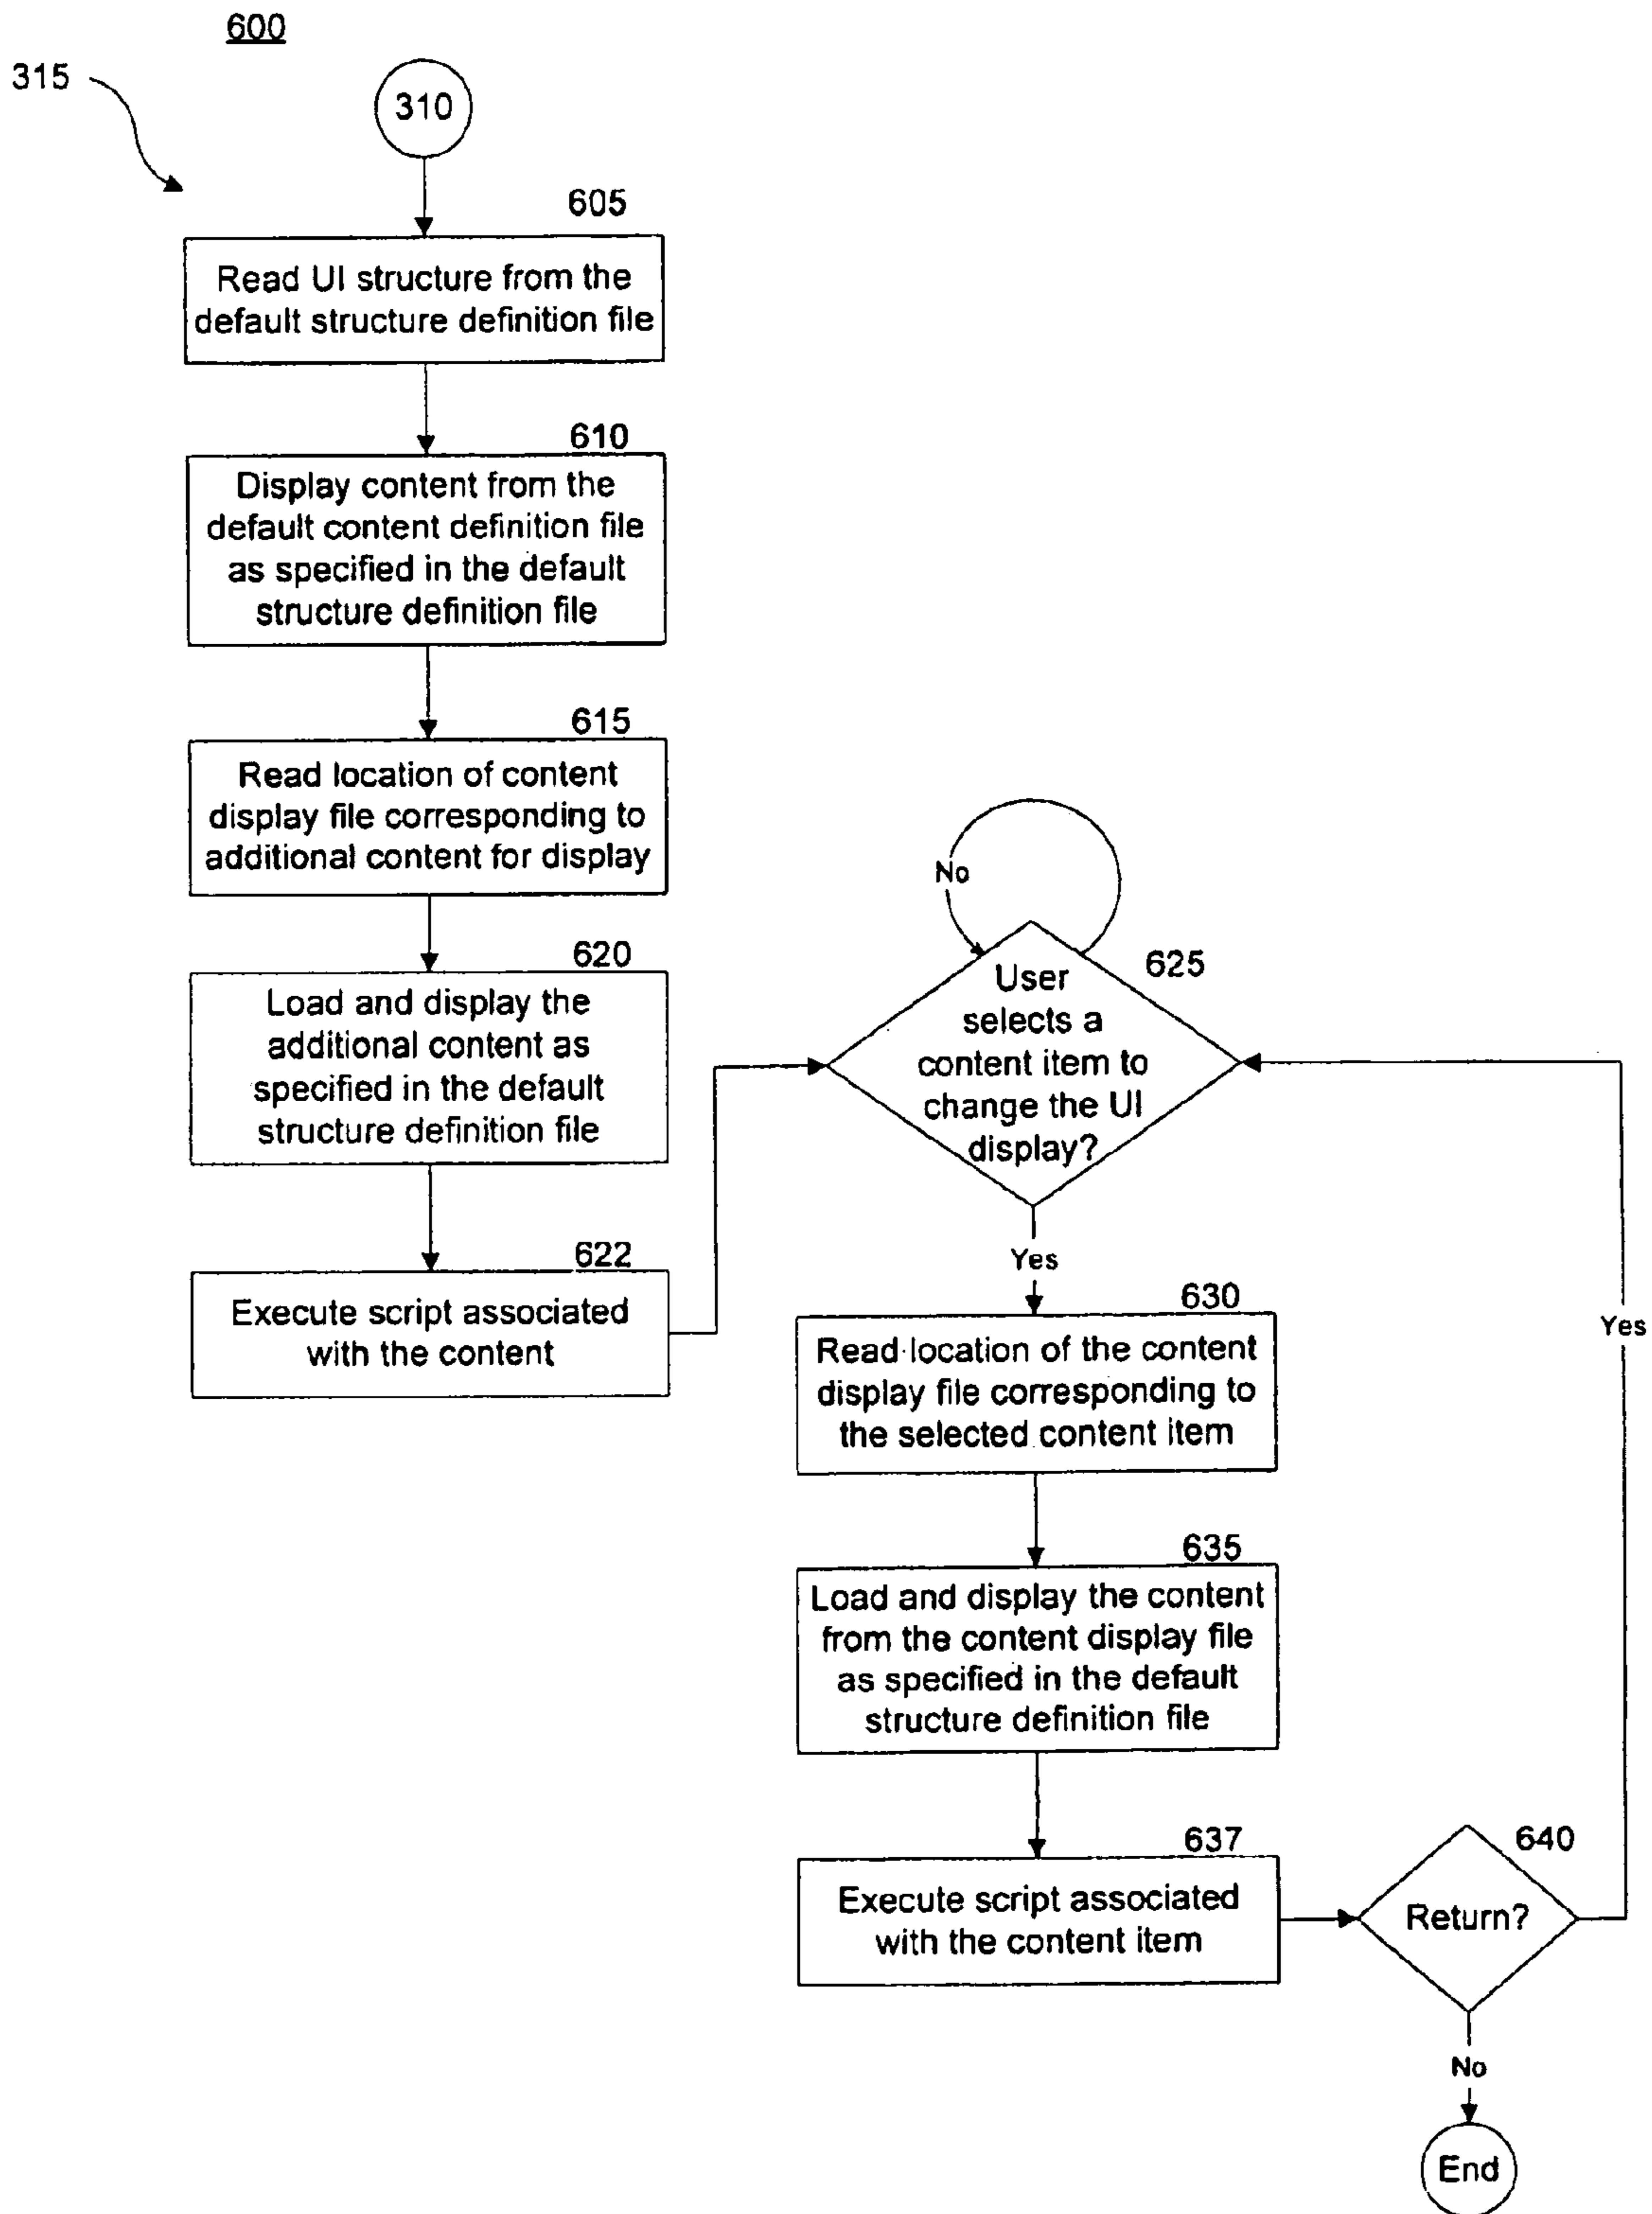 600
315
310
605
Read UI structure from the
default structure definition file
610
Display content from the
default content definition file
as specified in the default
structure definition file
615
Read location of content
display file corresponding to
additional content for display
620
Load and display the
additional content as
specified in the default
structure definition file
622
Execute script associated
with the content
No
625
User
selects a
content item to
change the UI
display?
Yes
630
Read location of the content
display file corresponding to
the selected content item
635
Load and display the content
from the content display file
as specified in the default
structure definition file
637
Execute script associated
with the content item
640
Return?
Yes
No
End